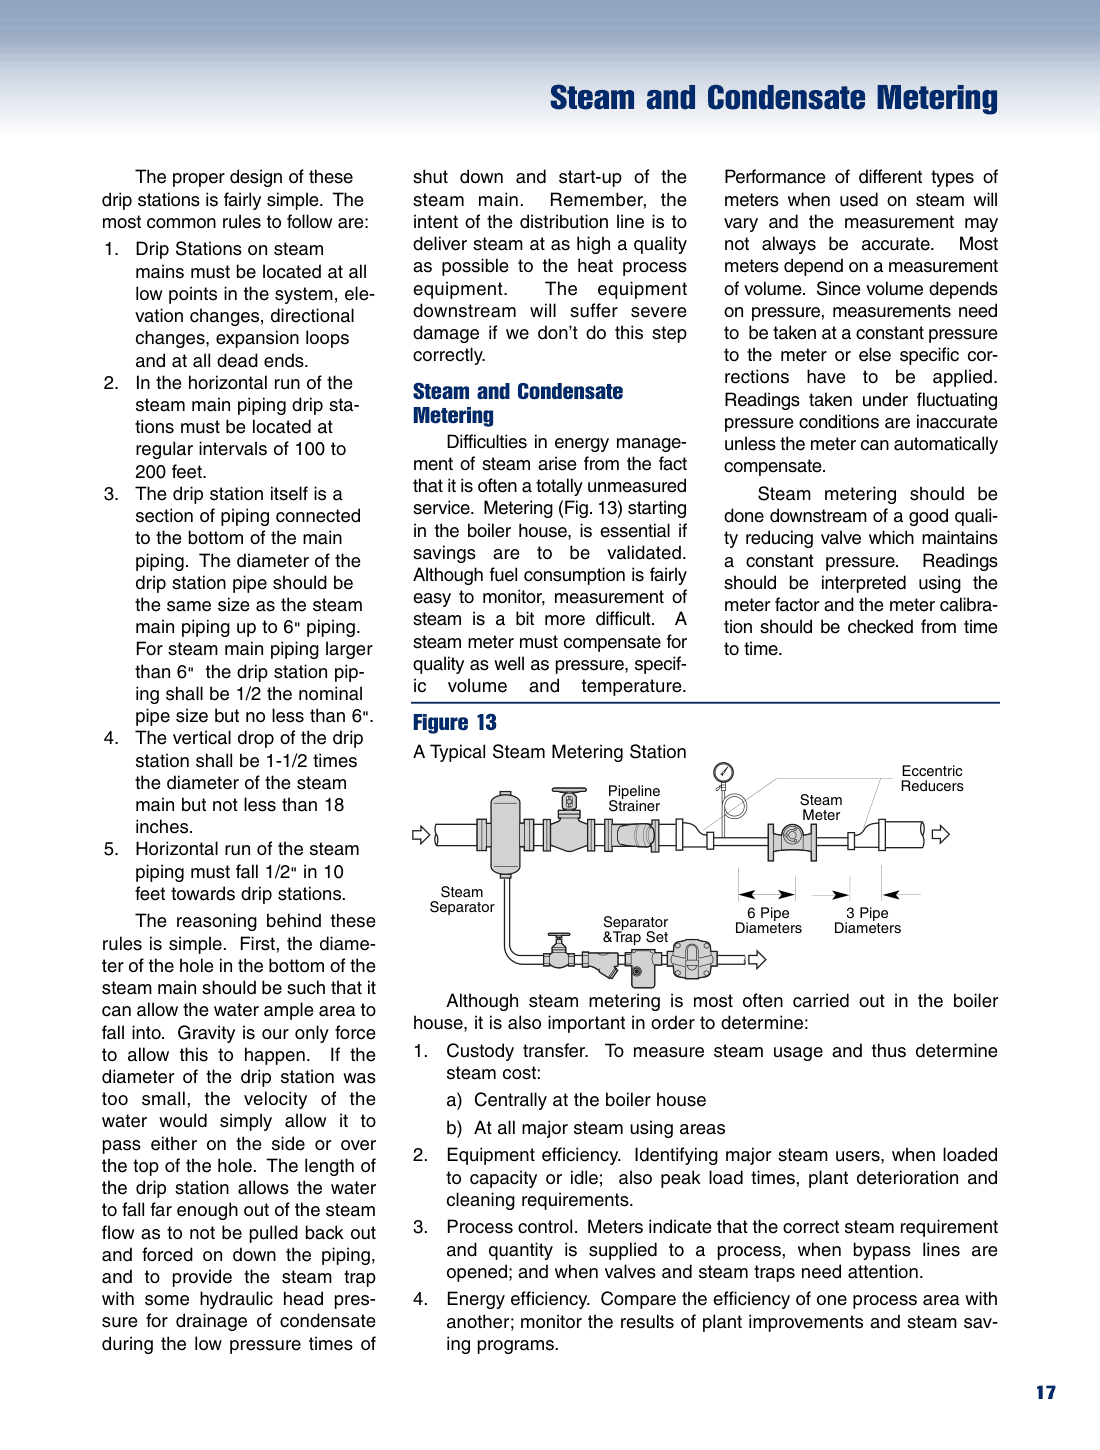 Steam and Condensate Metering
The proper design of these
drip stations is fairly simple. The
most common rules to follow are:
1. Drip Stations on steam
mains must be located at all
low points in the system, ele-
vation changes, directional
changes, expansion loops
and at all dead ends.
2. In the horizontal run of the
steam main piping drip sta-
tions must be located at
regular intervals of 100 to
200 feet.
3. The drip station itself is a
section of piping connected
to the bottom of the main
piping. The diameter of the
drip station pipe should be
the same size as the steam
main piping up to 6" piping.
For steam main piping larger
than 6" the drip station pip-
ing shall be 1/2 the nominal
pipe size but no less than 6".
4. The vertical drop of the drip
station shall be 1-1/2 times
the diameter of the steam
main but not less than 18
inches.
5. Horizontal run of the steam
piping must fall 1/2" in 10
feet towards drip stations.
The reasoning behind these
rules is simple. First, the diame-
ter of the hole in the bottom of the
steam main should be such that it
can allow the water ample area to
fall into. Gravity is our only force
to allow this to happen. If the
diameter of the drip station was
too small, the velocity of the
water would simply allow it to
pass either on the side or over
the top of the hole. The length of
the drip station allows the water
to fall far enough out of the steam
flow as to not be pulled back out
and forced on down the piping,
and to provide the steam trap
with some hydraulic head pres-
sure for drainage of condensate
during the low pressure times of
shut down and start-up of the
steam main. Remember, the
intent of the distribution line is to
deliver steam at as high a quality
as possible to the heat process
equipment. The equipment
downstream will suffer severe
damage if we don't do this step
correctly.
Steam and Condensate
Metering
Difficulties in energy manage-
ment of steam arise from the fact
that it is often a totally unmeasured
service. Metering (Fig. 13) starting
in the boiler house, is essential if
savings are to be validated.
Although fuel consumption is fairly
easy to monitor, measurement of
steam is a bit more difficult. A
steam meter must compensate for
quality as well as pressure, specif-
ic volume and temperature.
Performance of different types of
meters when used on steam will
vary and the measurement may
not always be accurate. Most
meters depend on a measurement
of volume. Since volume depends
on pressure, measurements need
to be taken at a constant pressure
to the meter or else specific cor-
rections have to be applied.
Readings taken under fluctuating
pressure conditions are inaccurate
unless the meter can automatically
compensate.
Steam metering should be
done downstream of a good quali-
ty reducing valve which maintains
a constant pressure. Readings
should be interpreted using the
meter factor and the meter calibra-
tion should be checked from time
to time.
Figure 13
A Typical Steam Metering Station
Pipeline
Strainer
Steam
Meter
Eccentric
Reducers
Steam
Separator
Separator
&Trap Set
6 Pipe
Diameters
3 Pipe
Diameters
Although steam metering is most often carried out in the boiler
house, it is also important in order to determine:
1. Custody transfer. To measure steam usage and thus determine
steam cost:
a) Centrally at the boiler house
b) At all major steam using areas
2. Equipment efficiency. Identifying major steam users, when loaded
to capacity or idle; also peak load times, plant deterioration and
cleaning requirements.
3. Process control. Meters indicate that the correct steam requirement
and quantity is supplied to a process, when bypass lines are
opened; and when valves and steam traps need attention.
4. Energy efficiency. Compare the efficiency of one process area with
another; monitor the results of plant improvements and steam sav-
ing programs.
17